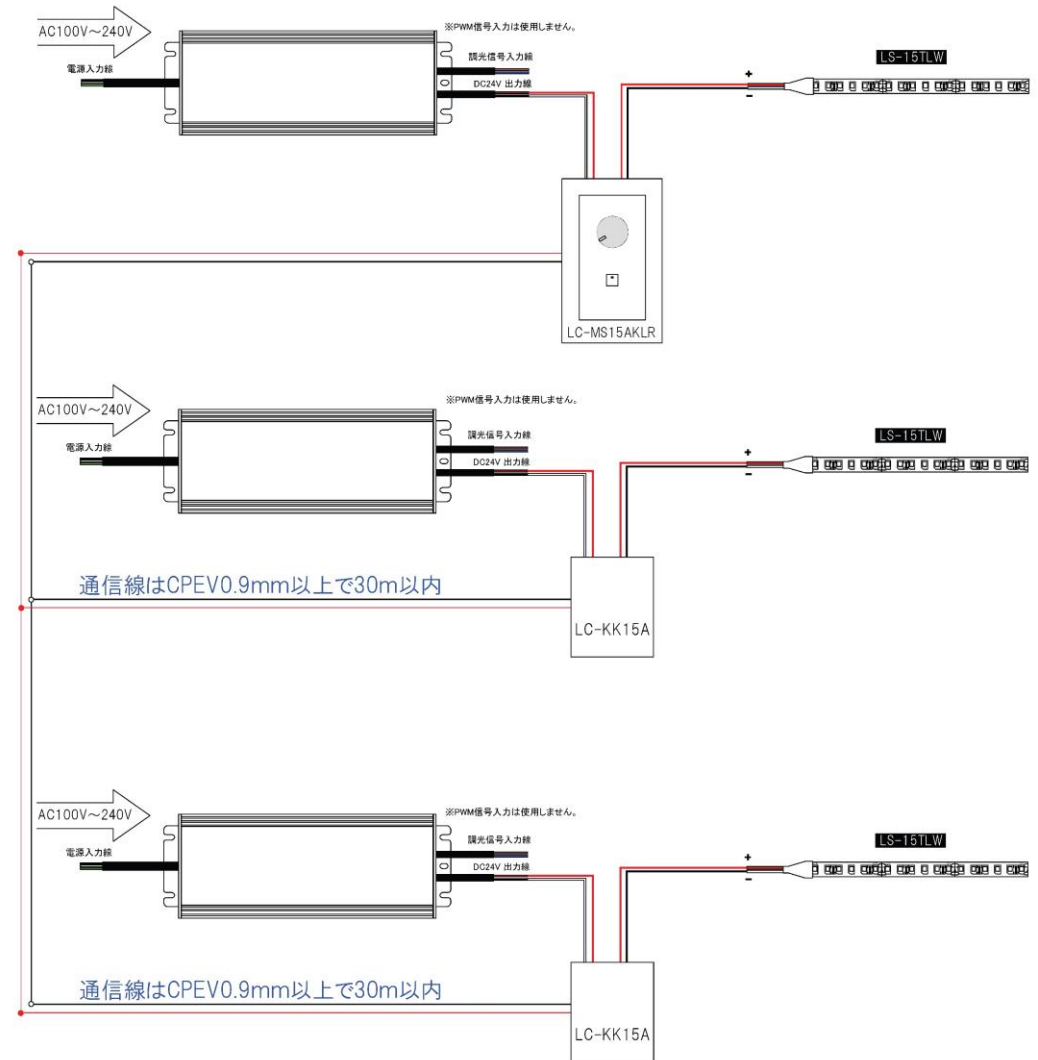 AC100V～240V
※PWM信号入力は使用しません。
電源入力線
調光信号入力線
DC24V 出力線
LS-15TLW
+
-
LC-MS15AKLR
AC100V～240V
※PWM信号入力は使用しません。
電源入力線
調光信号入力線
DC24V 出力線
LS-15TLW
+
-
通信線はCPEV0.9mm以上で30m以内
LC-KK15A
AC100V～240V
※PWM信号入力は使用しません。
電源入力線
調光信号入力線
DC24V 出力線
LS-15TLW
+
-
通信線はCPEV0.9mm以上で30m以内
LC-KK15A